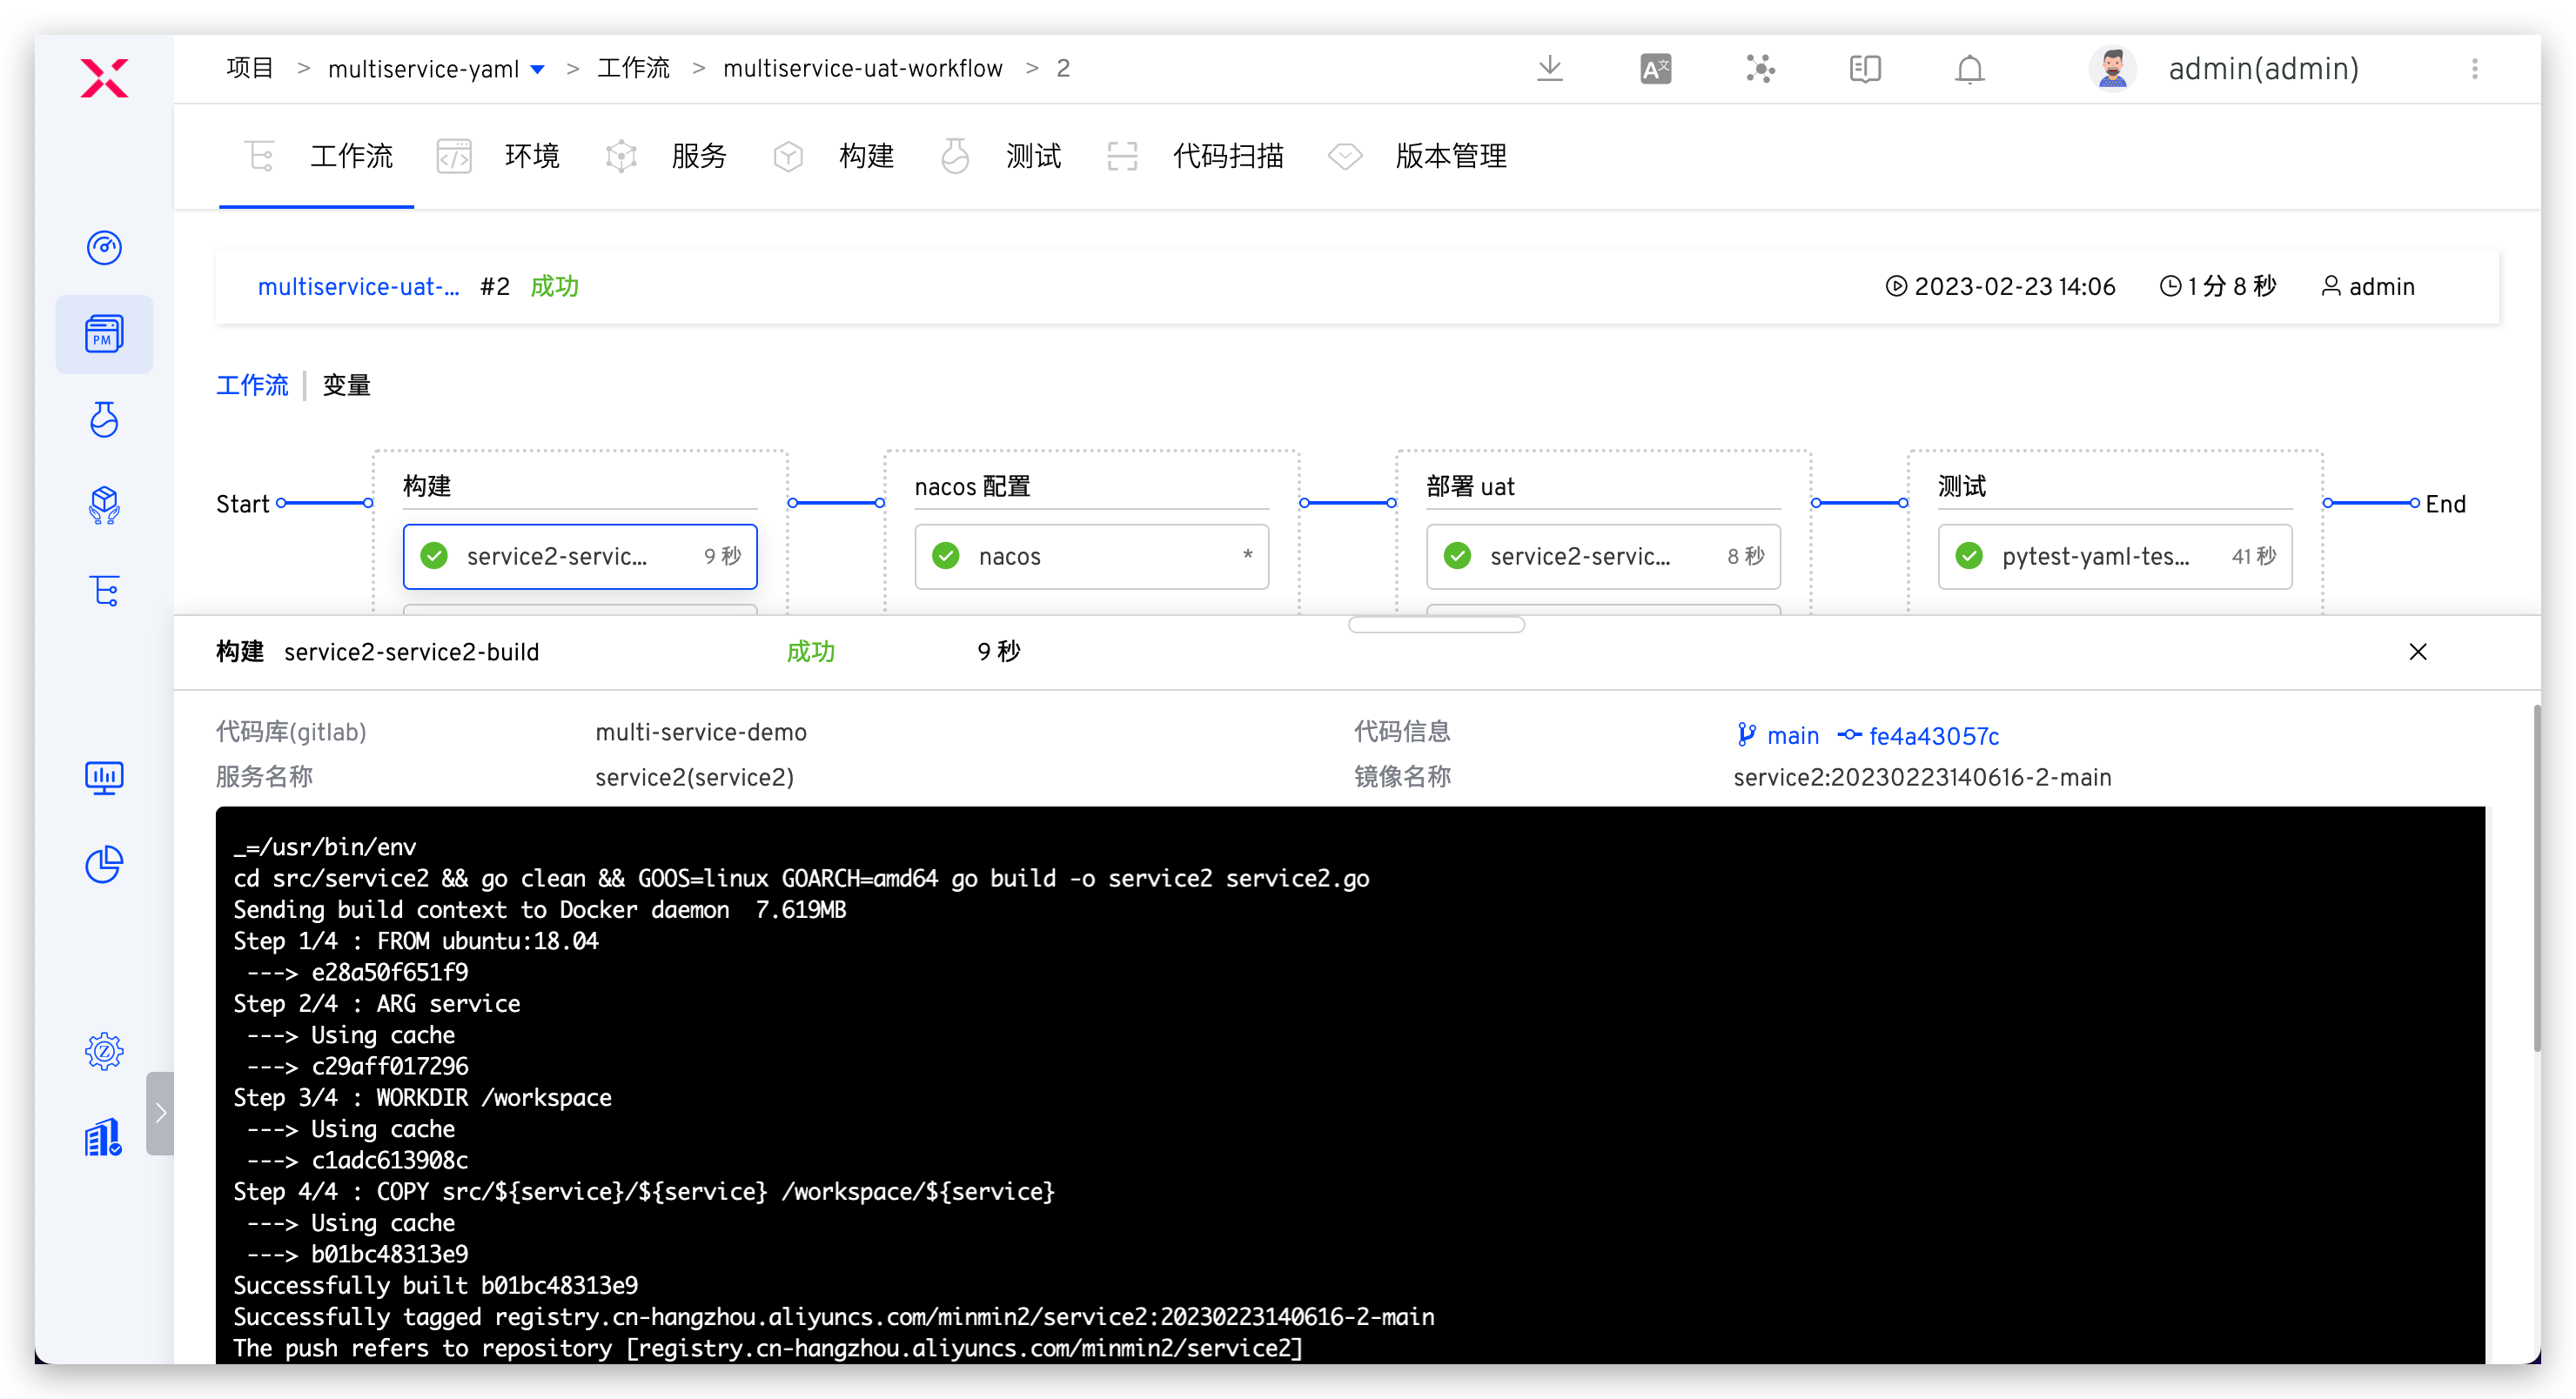 项目 > multiservice-yaml > 工作流 > multiservice-uat-workflow > 2
A文
admin(admin)
工作流 环境 服务 构建 测试 代码扫描 版本管理
PM
multiservice-uat-... #2 成功 2023-02-23 14:06 1 分 8 秒 admin
工作流 变量
Start 构建 nacos 配置 部署 uat 测试 End
service2-servic... 9 秒 nacos * service2-servic... 8 秒 pytest-yaml-tes... 41 秒
构建 service2-service2-build 成功 9 秒
代码库(gitlab) multi-service-demo 代码信息 main fe4a43057c
服务名称 service2(service2) 镜像名称 service2:20230223140616-2-main
_=/usr/bin/env
cd src/service2 && go clean && GOOS=linux GOARCH=amd64 go build -o service2 service2.go
Sending build context to Docker daemon  7.619MB
Step 1/4 : FROM ubuntu:18.04
---> e28a50f651f9
Step 2/4 : ARG service
---> Using cache
---> c29aff017296
Step 3/4 : WORKDIR /workspace
---> Using cache
---> c1adc613908c
Step 4/4 : COPY src/${service}/${service} /workspace/${service}
---> Using cache
---> b01bc48313e9
Successfully built b01bc48313e9
Successfully tagged registry.cn-hangzhou.aliyuncs.com/minmin2/service2:20230223140616-2-main
The push refers to repository [registry.cn-hangzhou.aliyuncs.com/minmin2/service2]